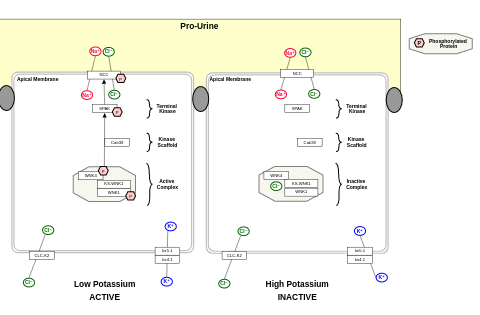 Pro-Urine
P
Phosphorylated
Protein
Na⁺
Cl⁻
Na⁺
Cl⁻
Apical Membrane
NCC
P
Apical Membrane
NCC
Na⁺
Cl⁻
Na⁺
Cl⁻
SPAK
P
Terminal
Kinase
SPAK
Terminal
Kinase
Cab39
Kinase
Scaffold
Cab39
Kinase
Scaffold
P
WNK4
KS-WNK1
WNK1
P
Active
Complex
WNK4
Cl⁻
KS-WNK1
WNK1
Inactive
Complex
Cl⁻
K⁺
Cl⁻
K⁺
CLC-K2
kir5.1
kir4.1
CLC-K2
kir5.1
kir4.1
Cl⁻
K⁺
Cl⁻
K⁺
Low Potassium
ACTIVE
High Potassium
INACTIVE